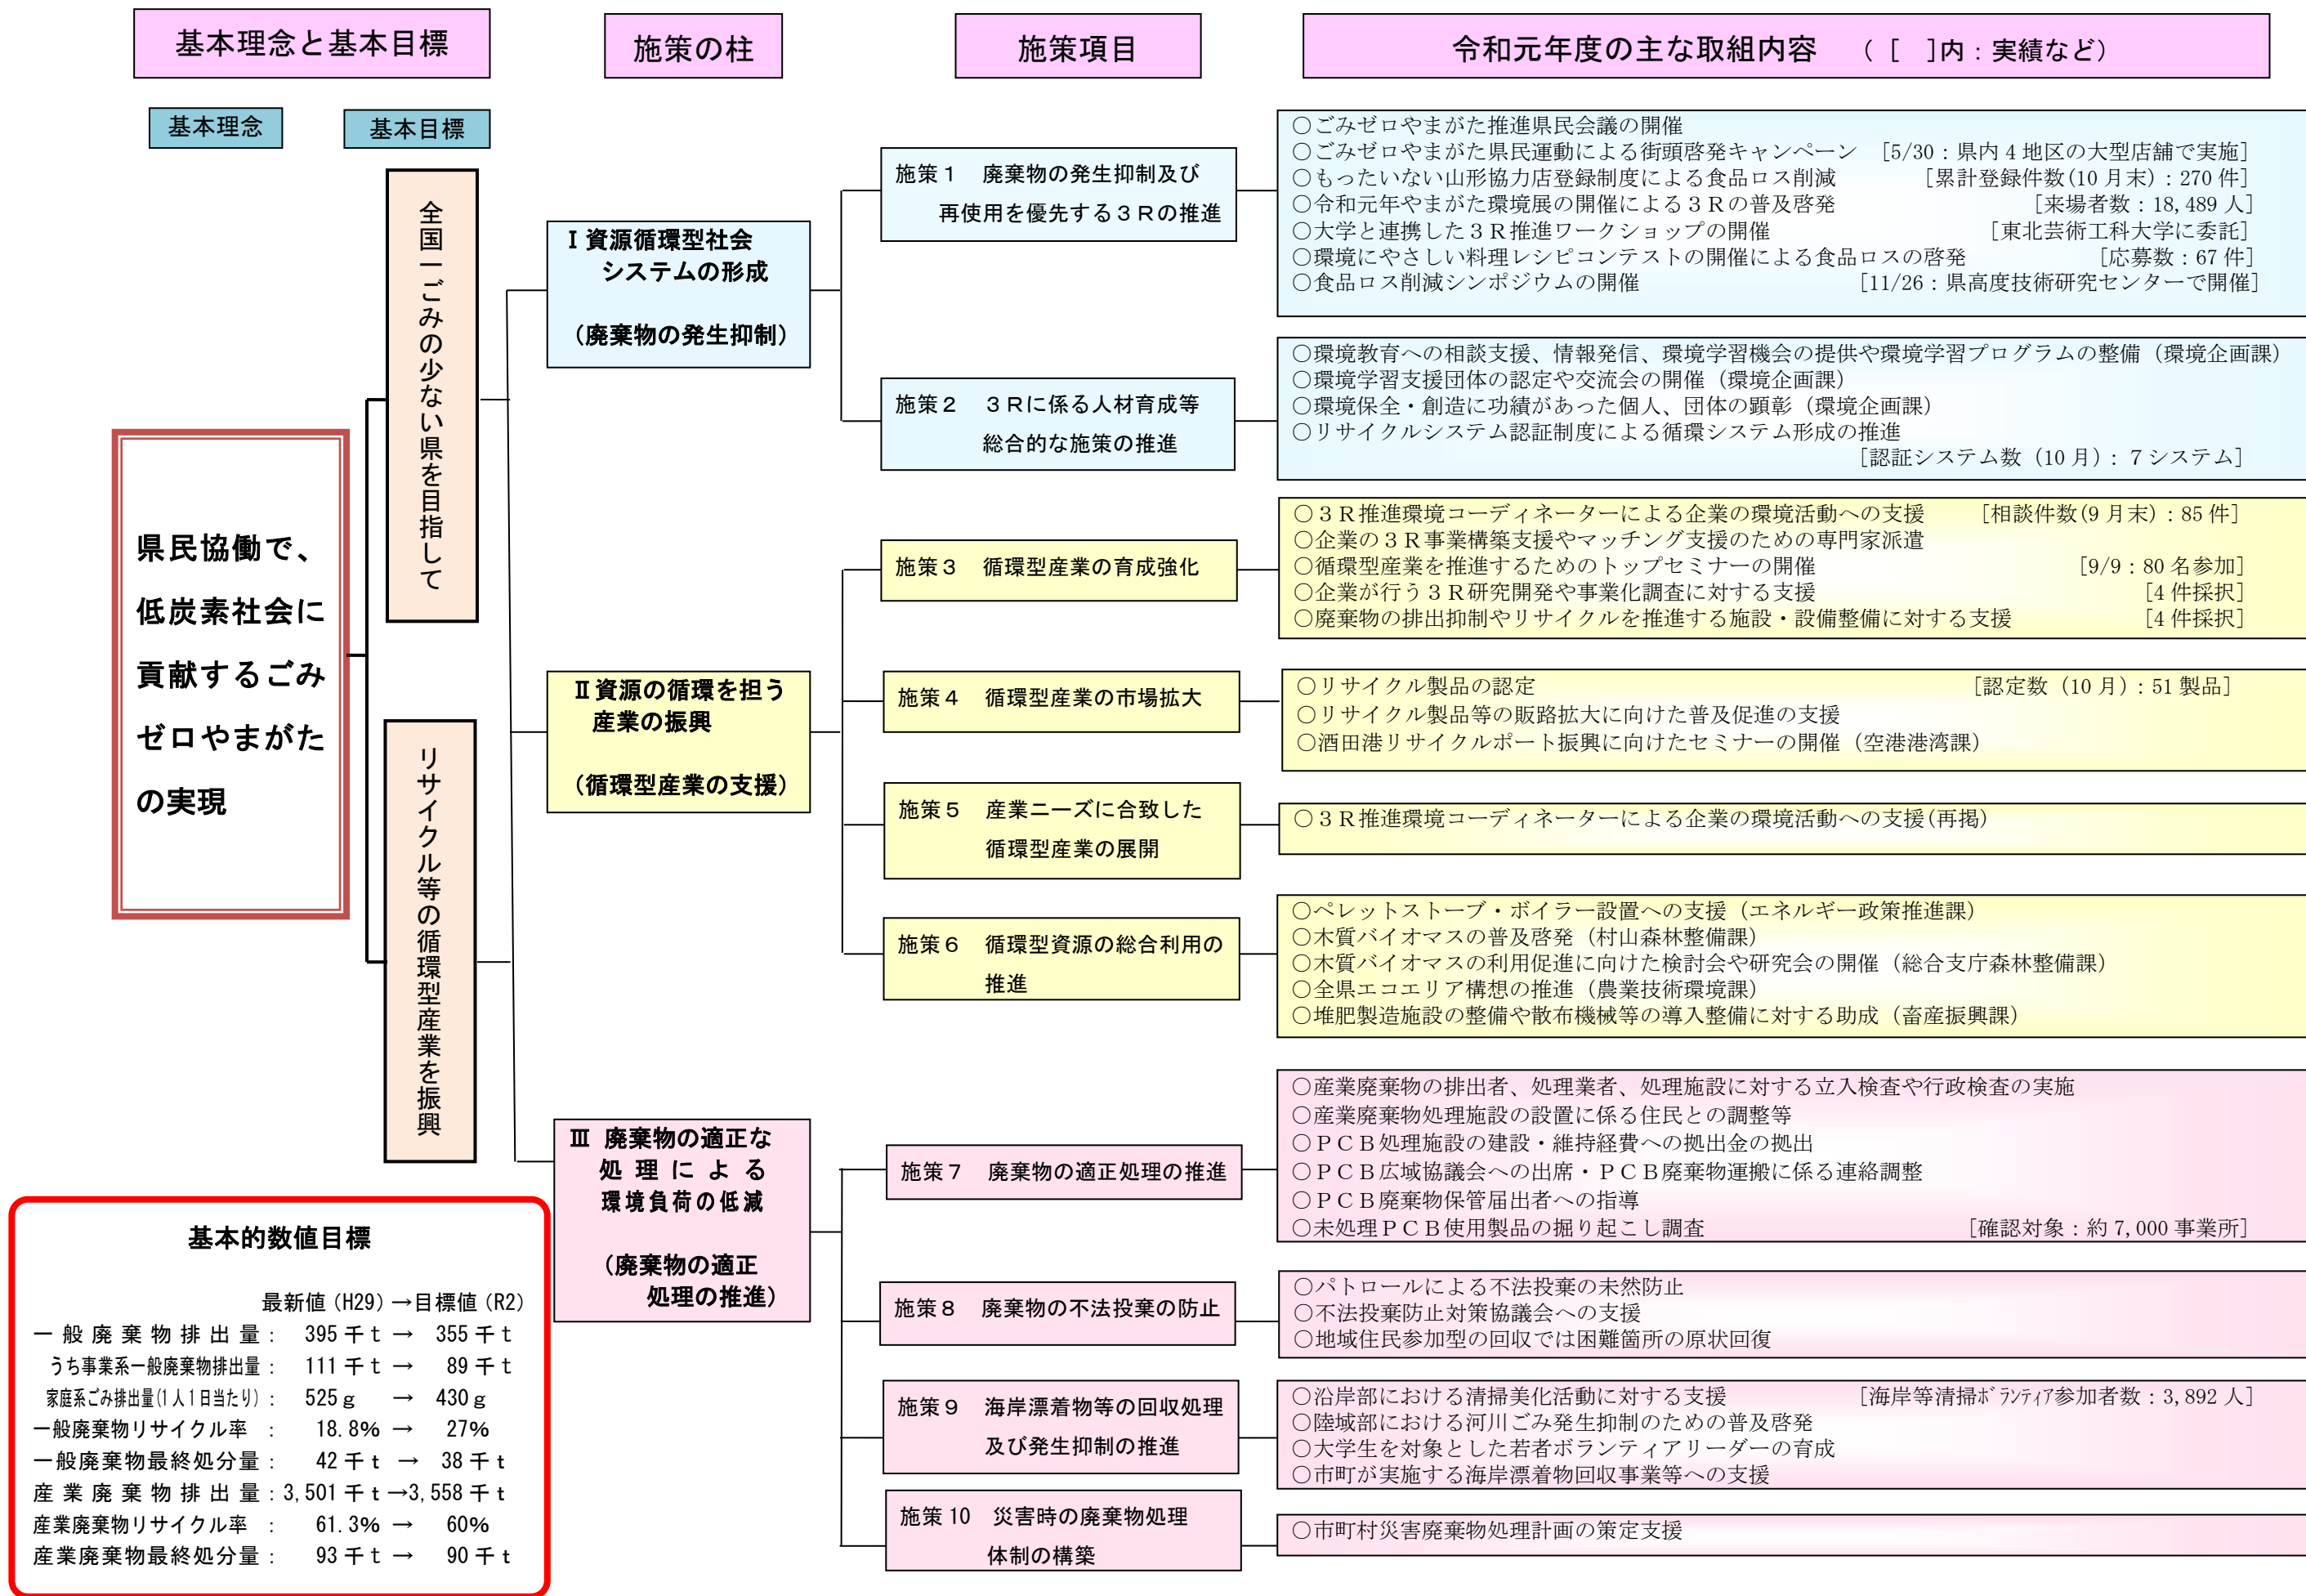 基本理念と基本目標
施策の柱
施策項目
令和元年度の主な取組内容　（［　］内：実績など）
基本理念
基本目標
県民協働で、
低炭素社会に
貢献するごみ
ゼロやまがた
の実現
全国一ごみの少ない県を目指して
リサイクル等の循環型産業を振興
Ⅰ資源循環型社会
システムの形成
（廃棄物の発生抑制）
施策１　廃棄物の発生抑制及び
再使用を優先する３Ｒの推進
○ごみゼロやまがた推進県民会議の開催
○ごみゼロやまがた県民運動による街頭啓発キャンペーン　［5/30：県内４地区の大型店舗で実施］
○もったいない山形協力店登録制度による食品ロス削減　［累計登録件数(10月末)：270件］
○令和元年やまがた環境展の開催による３Ｒの普及啓発　［来場者数：18,489人］
○大学と連携した３Ｒ推進ワークショップの開催　［東北芸術工科大学に委託］
○環境にやさしい料理レシピコンテストの開催による食品ロスの啓発　［応募数：67件］
○食品ロス削減シンポジウムの開催　［11/26：県高度技術研究センターで開催］
施策２　３Ｒに係る人材育成等
総合的な施策の推進
○環境教育への相談支援、情報発信、環境学習機会の提供や環境学習プログラムの整備（環境企画課）
○環境学習支援団体の認定や交流会の開催（環境企画課）
○環境保全・創造に功績があった個人、団体の顕彰（環境企画課）
○リサイクルシステム認証制度による循環システム形成の推進
［認証システム数（10月）：７システム］
Ⅱ資源の循環を担う
産業の振興
（循環型産業の支援）
施策３　循環型産業の育成強化
○３Ｒ推進環境コーディネーターによる企業の環境活動への支援　［相談件数(9月末)：85件］
○企業の３Ｒ事業構築支援やマッチング支援のための専門家派遣
○循環型産業を推進するためのトップセミナーの開催　［9/9：80名参加］
○企業が行う３Ｒ研究開発や事業化調査に対する支援　［4件採択］
○廃棄物の排出抑制やリサイクルを推進する施設・設備整備に対する支援　［4件採択］
施策４　循環型産業の市場拡大
○リサイクル製品の認定　［認定数（10月）：51製品］
○リサイクル製品等の販路拡大に向けた普及促進の支援
○酒田港リサイクルポート振興に向けたセミナーの開催（空港港湾課）
施策５　産業ニーズに合致した
循環型産業の展開
○３Ｒ推進環境コーディネーターによる企業の環境活動への支援(再掲)
施策６　循環型資源の総合利用の
推進
○ペレットストーブ・ボイラー設置への支援（エネルギー政策推進課）
○木質バイオマスの普及啓発（村山森林整備課）
○木質バイオマスの利用促進に向けた検討会や研究会の開催（総合支庁森林整備課）
○全県エコエリア構想の推進（農業技術環境課）
○堆肥製造施設の整備や散布機械等の導入整備に対する助成（畜産振興課）
Ⅲ 廃棄物の適正な
処理による
環境負荷の低減
（廃棄物の適正
処理の推進）
施策７　廃棄物の適正処理の推進
○産業廃棄物の排出者、処理業者、処理施設に対する立入検査や行政検査の実施
○産業廃棄物処理施設の設置に係る住民との調整等
○ＰＣＢ処理施設の建設・維持経費への拠出金の拠出
○ＰＣＢ広域協議会への出席・ＰＣＢ廃棄物運搬に係る連絡調整
○ＰＣＢ廃棄物保管届出者への指導
○未処理ＰＣＢ使用製品の掘り起こし調査　［確認対象：約7,000事業所］
施策８　廃棄物の不法投棄の防止
○パトロールによる不法投棄の未然防止
○不法投棄防止対策協議会への支援
○地域住民参加型の回収では困難箇所の原状回復
施策９　海岸漂着物等の回収処理
及び発生抑制の推進
○沿岸部における清掃美化活動に対する支援　［海岸等清掃ﾎﾞﾗﾝﾃｨｱ参加者数：3,892人］
○陸域部における河川ごみ発生抑制のための普及啓発
○大学生を対象とした若者ボランティアリーダーの育成
○市町が実施する海岸漂着物回収事業等への支援
施策10　災害時の廃棄物処理
体制の構築
○市町村災害廃棄物処理計画の策定支援
基本的数値目標
最新値(H29)→目標値(R2)
一般廃棄物排出量：　395千ｔ → 355千ｔ
うち事業系一般廃棄物排出量：　111千ｔ → 89千ｔ
家庭系ごみ排出量(1人1日当たり)：　525ｇ → 430ｇ
一般廃棄物リサイクル率　：　18.8% → 27%
一般廃棄物最終処分量：　42千ｔ → 38千ｔ
産業廃棄物排出量：3,501千ｔ→3,558千ｔ
産業廃棄物リサイクル率　：　61.3% → 60%
産業廃棄物最終処分量：　93千ｔ → 90千ｔ